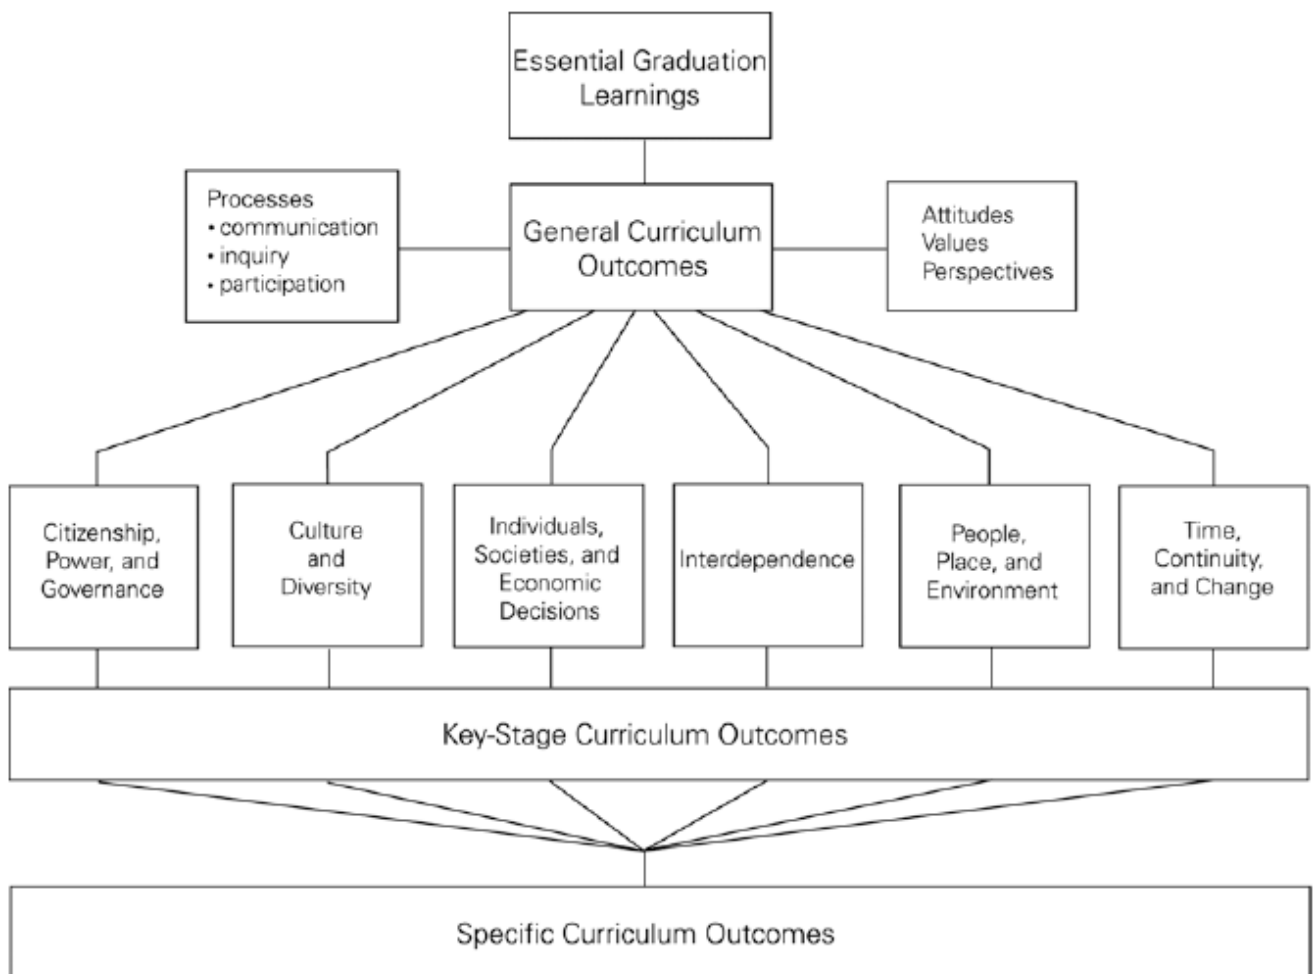 Essential Graduation
Learnings
Processes
• communication
• inquiry
• participation
General Curriculum
Outcomes
Attitudes
Values
Perspectives
Citizenship,
Power, and
Governance
Culture
and
Diversity
Individuals,
Societies, and
Economic
Decisions
Interdependence
People,
Place, and
Environment
Time,
Continuity,
and Change
Key-Stage Curriculum Outcomes
Specific Curriculum Outcomes